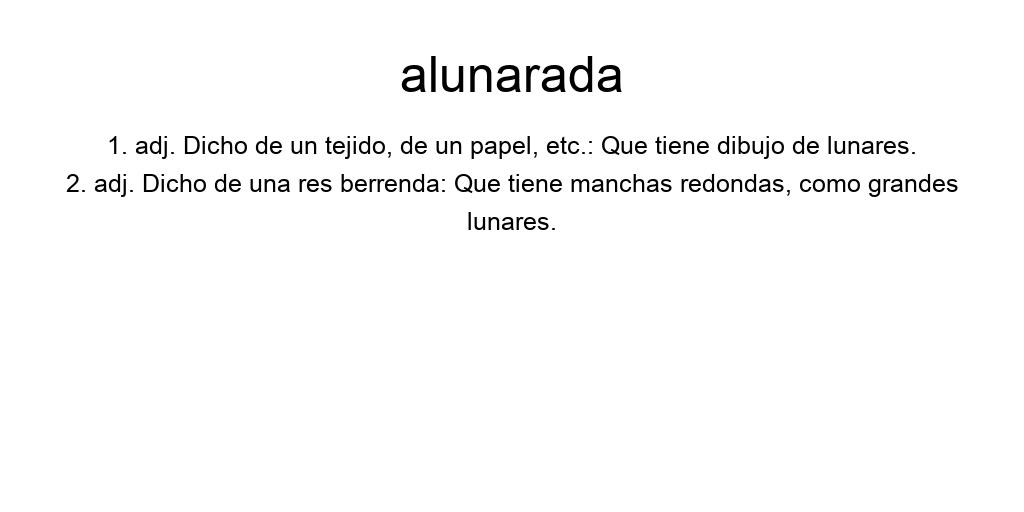 alunarada
1. adj. Dicho de un tejido, de un papel, etc.: Que tiene dibujo de lunares.
2. adj. Dicho de una res berrenda: Que tiene manchas redondas, como grandes
lunares.